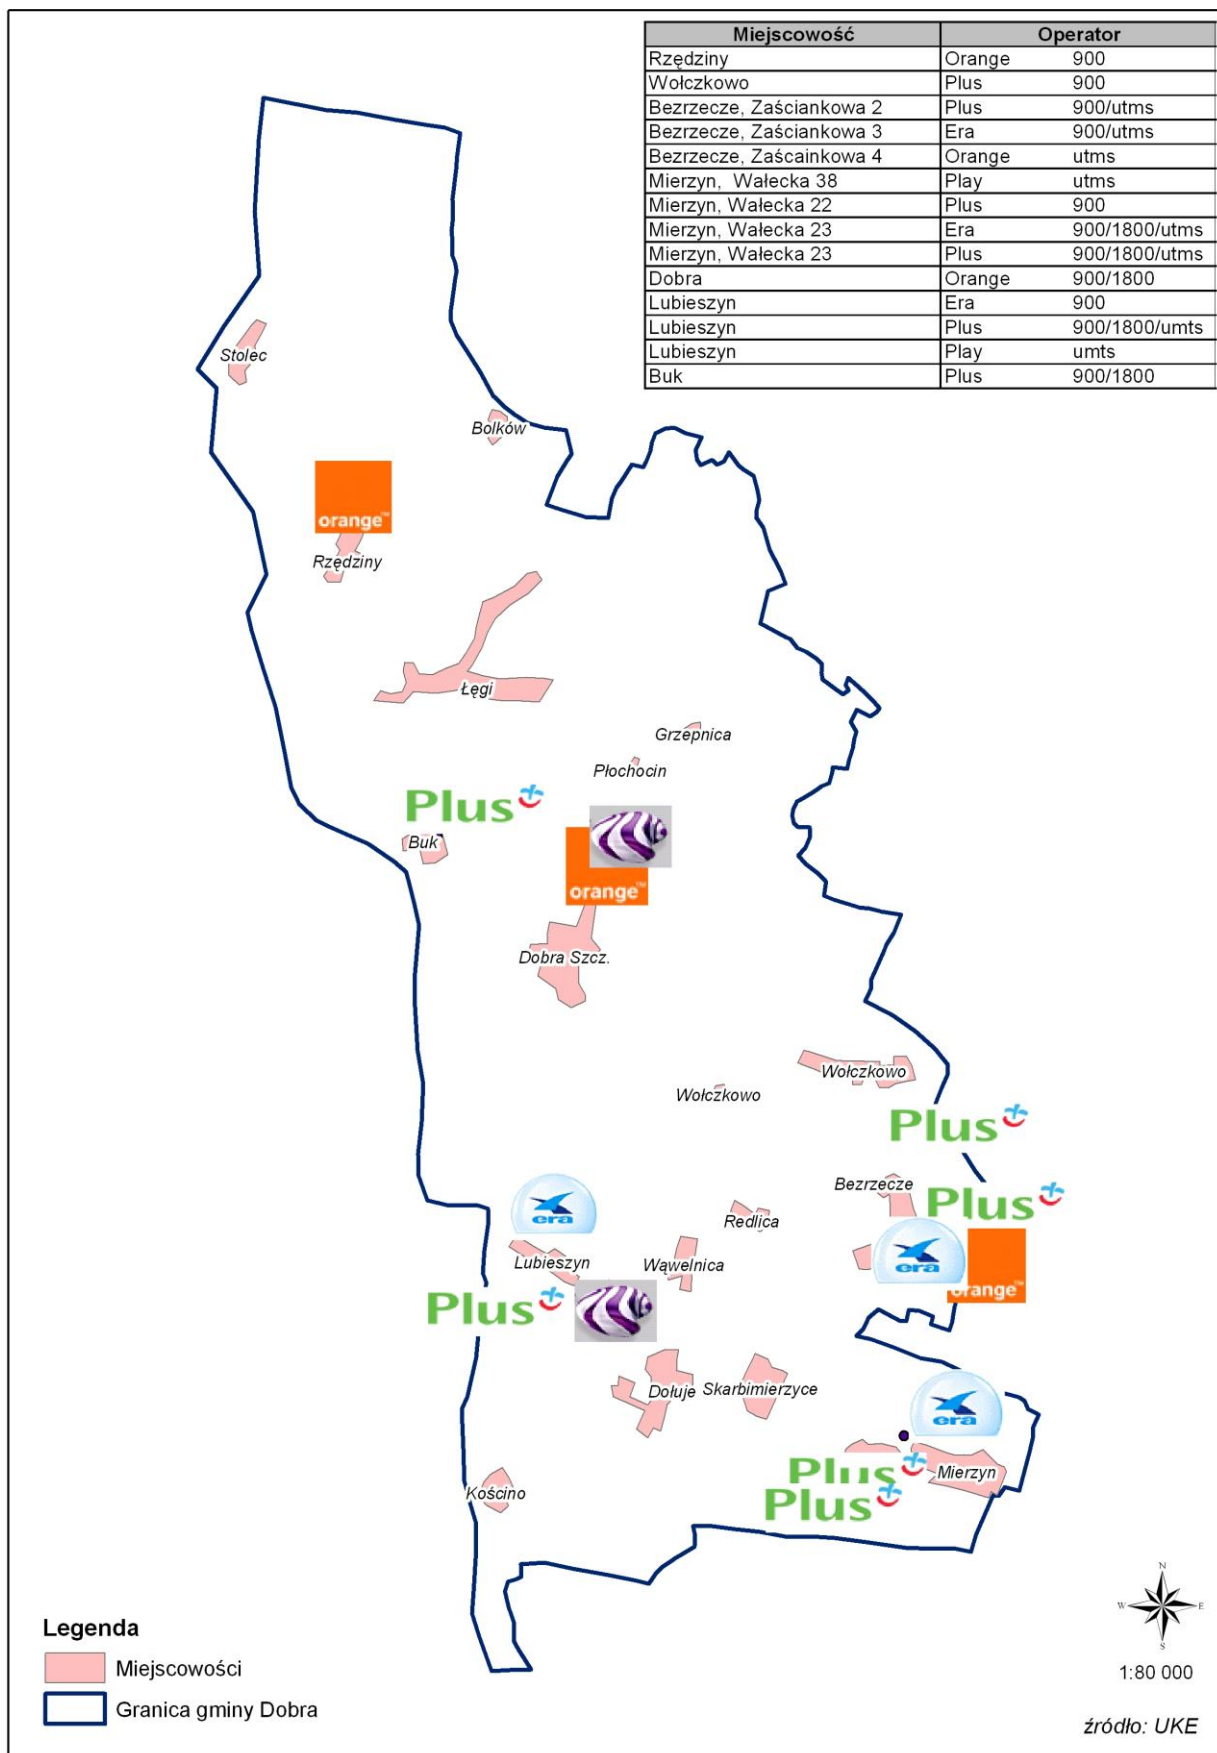 Miejscowość Operator
Rzędziny Orange 900
Wołczkowo Plus 900
Bezrzecze, Zaściankowa 2 Plus 900/utms
Bezrzecze, Zaściankowa 3 Era 900/utms
Bezrzecze, Zaścainkowa 4 Orange utms
Mierzyn, Wałecka 38 Play utms
Mierzyn, Wałecka 22 Plus 900
Mierzyn, Wałecka 23 Era 900/1800/utms
Mierzyn, Wałecka 23 Plus 900/1800/utms
Dobra Orange 900/1800
Lubieszyn Era 900
Lubieszyn Plus 900/1800/umts
Lubieszyn Play umts
Buk Plus 900/1800
Stolec
Bolków
orange™
Rzędziny
Łęgi
Grzepnica
Płochocin
Plus
Buk
orange™
Dobra Szcz.
Wołczkowo
Wołczkowo
Plus
Bezrzecze
Plus
era
Redlica
Lubieszyn
Wąwelnica
era
orange™
Plus
Dołuje
Skarbimierzyce
era
Plus
Mierzyn
Plus
Kościno
N
W E
S
Legenda
Miejscowości
Granica gminy Dobra
1:80 000
źródło: UKE